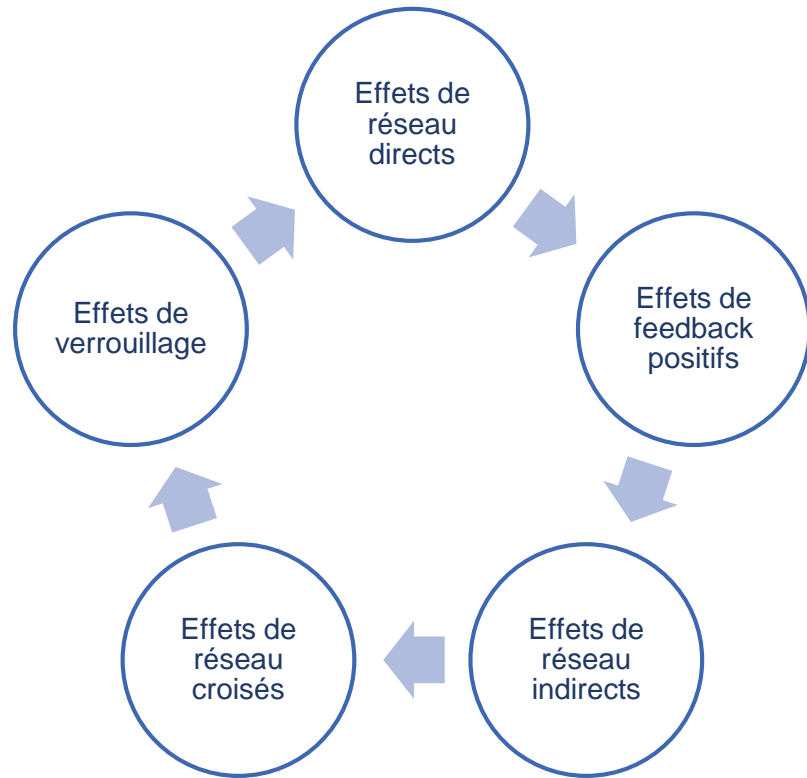 Effets de
réseau
directs
Effets de
feedback
positifs
Effets de
réseau
indirects
Effets de
réseau
croisés
Effets de
verrouillage